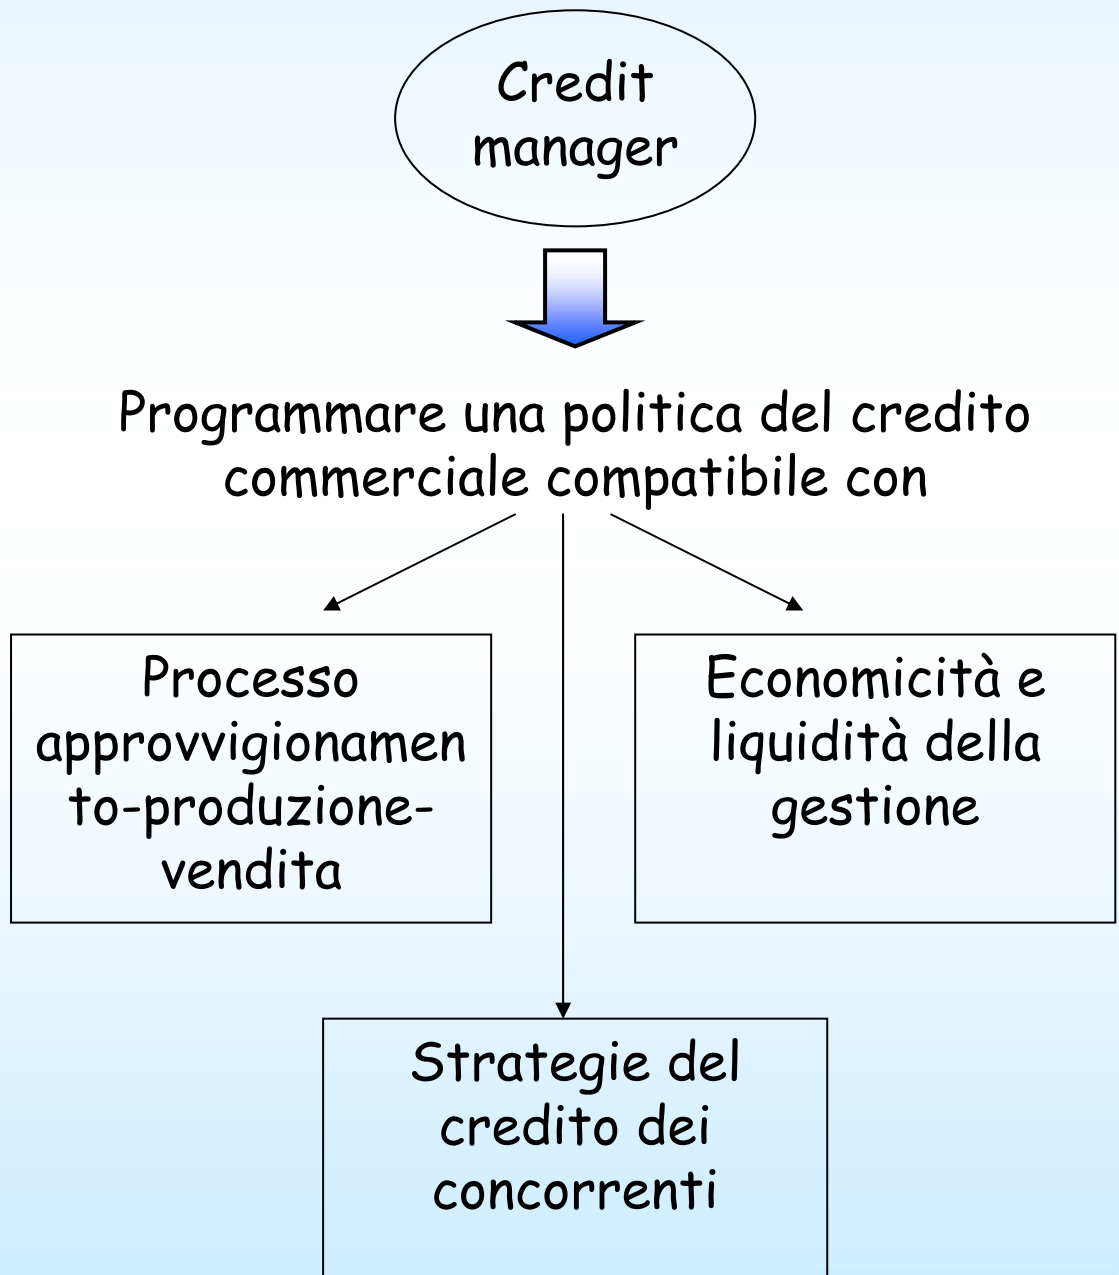 Credit
manager
Programmare una politica del credito
commerciale compatibile con
Processo
approvvigionamen
to-produzione-
vendita
Economicità e
liquidità della
gestione
Strategie del
credito dei
concorrenti